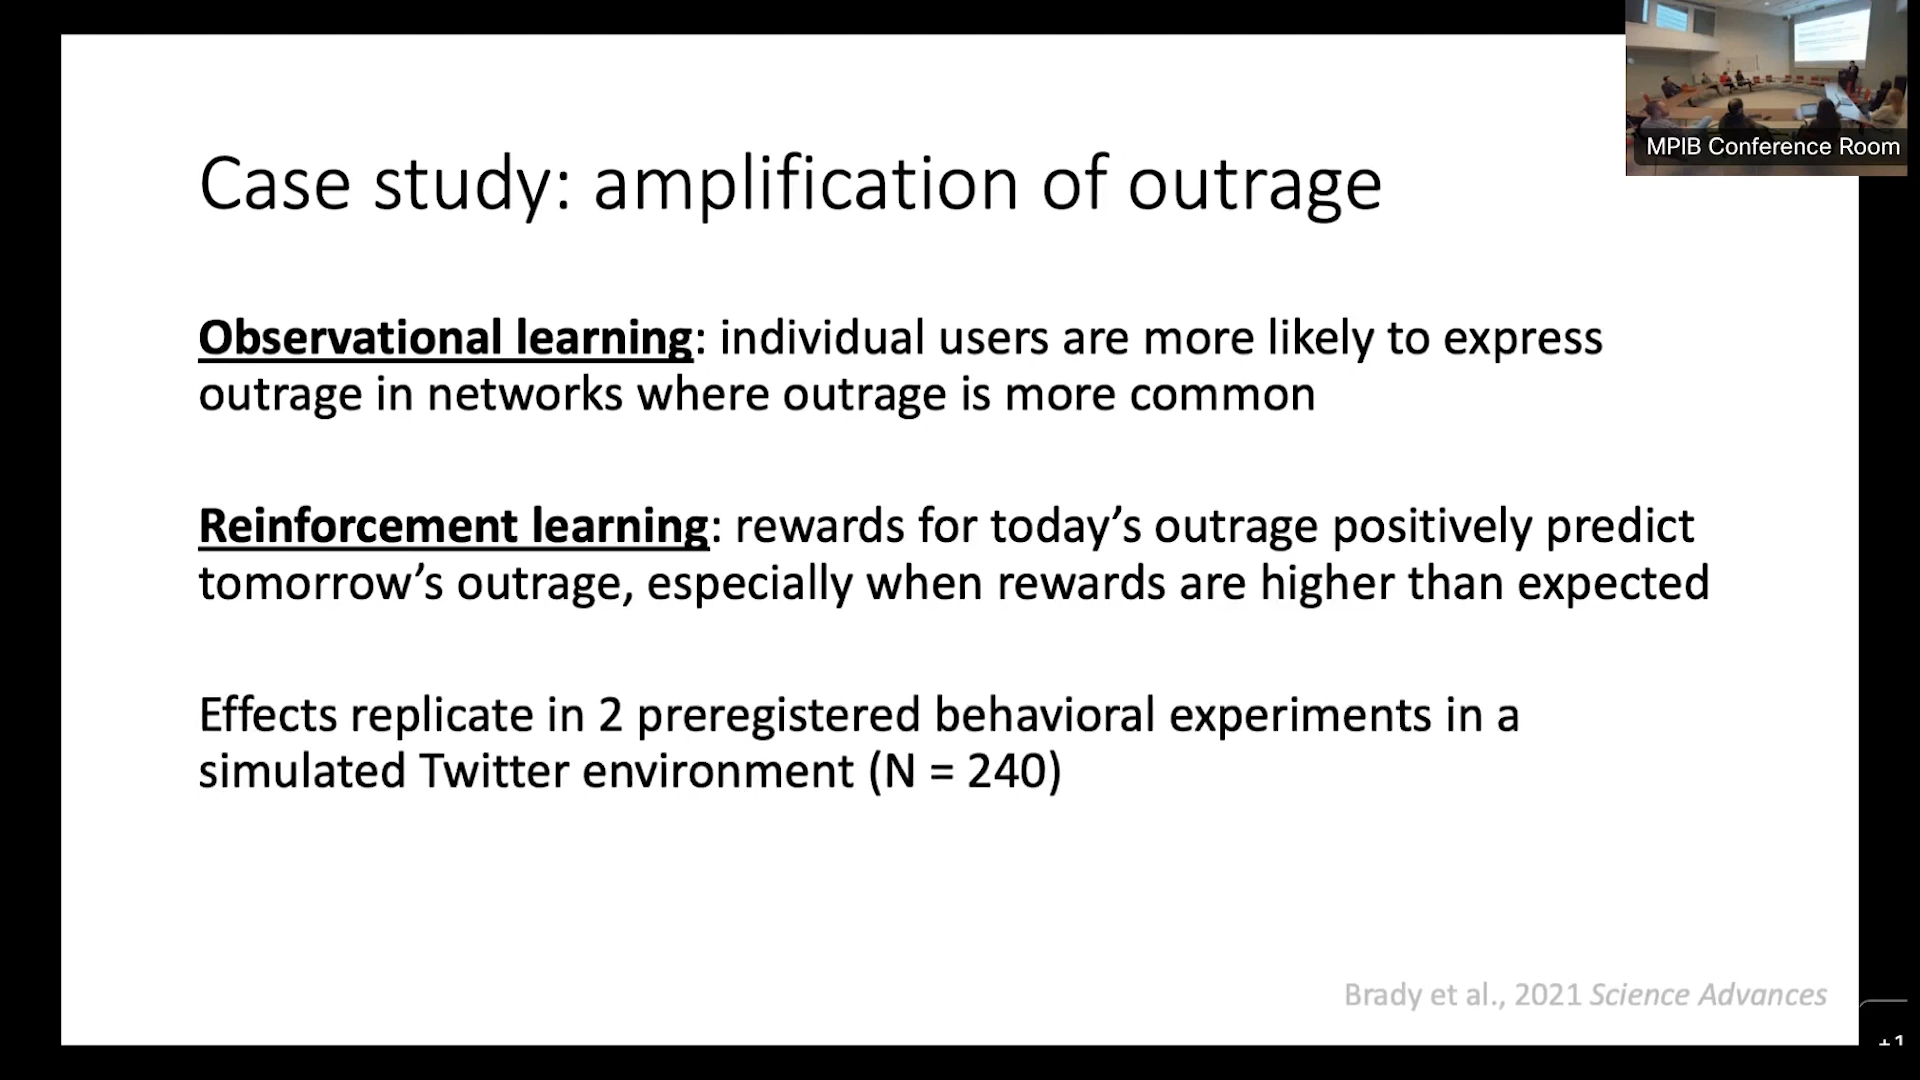 MPIB Conference Room
Case study: amplification of outrage
Observational learning: individual users are more likely to express
outrage in networks where outrage is more common
Reinforcement learning: rewards for today’s outrage positively predict
tomorrow’s outrage, especially when rewards are higher than expected
Effects replicate in 2 preregistered behavioral experiments in a
simulated Twitter environment (N = 240)
Brady et al., 2021 Science Advances